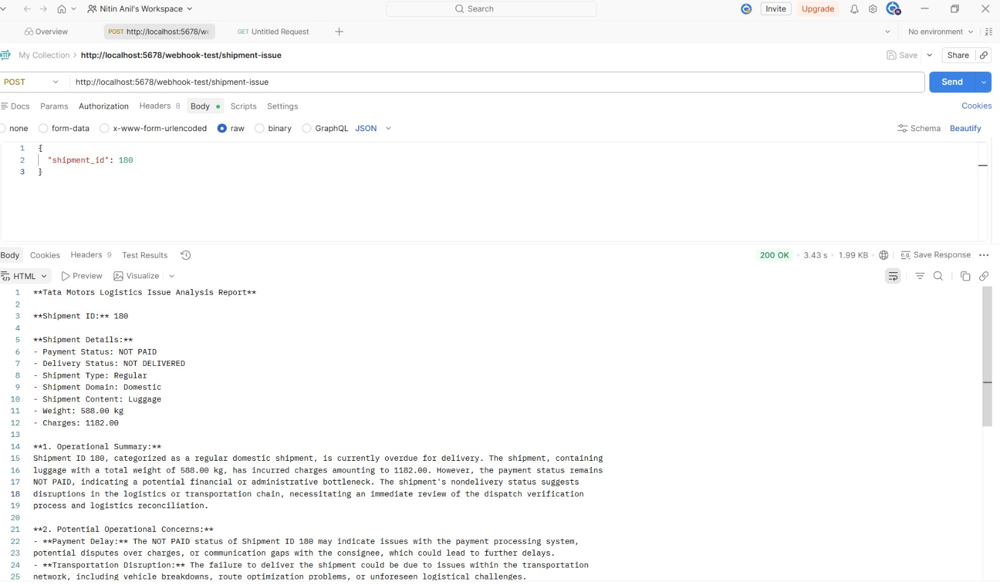 Nitin Anil's Workspace
Search
Invite
Upgrade
N
Overview
POST http://localhost:5678/we
GET Untitled Request
No environment
HTTP
My Collection > http://localhost:5678/webhook-test/shipment-issue
Save
Share
POST
http://localhost:5678/webhook-test/shipment-issue
Send
Docs Params Authorization Headers 8 Body Scripts Settings
Cookies
none form-data x-www-form-urlencoded raw binary GraphQL JSON
Schema Beautify
1 {
2 "shipment_id": 180
3 }
Body Cookies Headers 9 Test Results
200 OK • 3.43 s • 1.99 KB • e.g. Save Response
HTML Preview Visualize
1 **Tata Motors Logistics Issue Analysis Report**
2
3 **Shipment ID:** 180
4
5 **Shipment Details:**
6 - Payment Status: NOT PAID
7 - Delivery Status: NOT DELIVERED
8 - Shipment Type: Regular
9 - Shipment Domain: Domestic
10 - Shipment Content: Luggage
11 - Weight: 588.00 kg
12 - Charges: 1182.00
13
14 **1. Operational Summary:**
15 Shipment ID 180, categorized as a regular domestic shipment, is currently overdue for delivery. The shipment, containing
16 luggage with a total weight of 588.00 kg, has incurred charges amounting to 1182.00. However, the payment status remains
17 NOT PAID, indicating a potential financial or administrative bottleneck. The shipment's nondelivery status suggests
18 disruptions in the logistics or transportation chain, necessitating an immediate review of the dispatch verification
19 process and logistics reconciliation.
20
21 **2. Potential Operational Concerns:**
22 - **Payment Delay:** The NOT PAID status of Shipment ID 180 may indicate issues with the payment processing system,
23 potential disputes over charges, or communication gaps with the consignee, which could lead to further delays.
24 - **Transportation Disruption:** The failure to deliver the shipment could be due to issues within the transportation
25 network, including vehicle breakdowns, route optimization problems, or unforeseen logistical challenges.